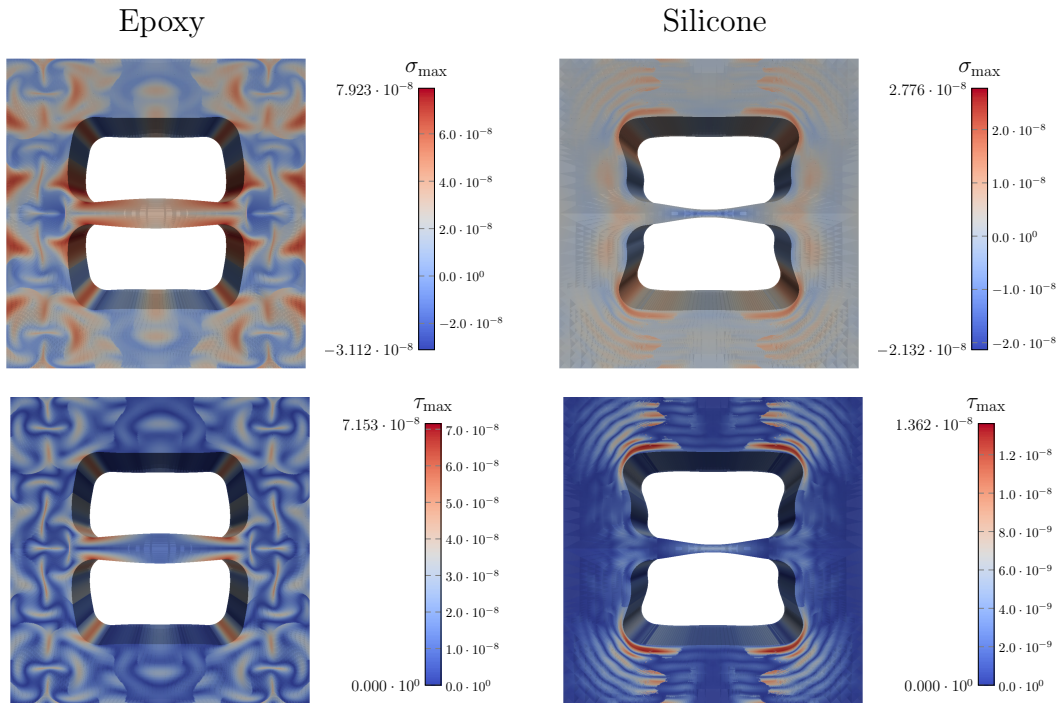 Epoxy
Silicone
σmax
7.923 · 10⁻⁸
6.0 · 10⁻⁸
4.0 · 10⁻⁸
2.0 · 10⁻⁸
0.0 · 10⁰
−2.0 · 10⁻⁸
−3.112 · 10⁻⁸
σmax
2.776 · 10⁻⁸
2.0 · 10⁻⁸
1.0 · 10⁻⁸
0.0 · 10⁰
−1.0 · 10⁻⁸
−2.0 · 10⁻⁸
−2.132 · 10⁻⁸
τmax
7.153 · 10⁻⁸
7.0 · 10⁻⁸
6.0 · 10⁻⁸
5.0 · 10⁻⁸
4.0 · 10⁻⁸
3.0 · 10⁻⁸
2.0 · 10⁻⁸
1.0 · 10⁻⁸
0.0 · 10⁰
0.000 · 10⁰
τmax
1.362 · 10⁻⁸
1.2 · 10⁻⁸
1.0 · 10⁻⁸
8.0 · 10⁻⁹
6.0 · 10⁻⁹
4.0 · 10⁻⁹
2.0 · 10⁻⁹
0.0 · 10⁰
0.000 · 10⁰